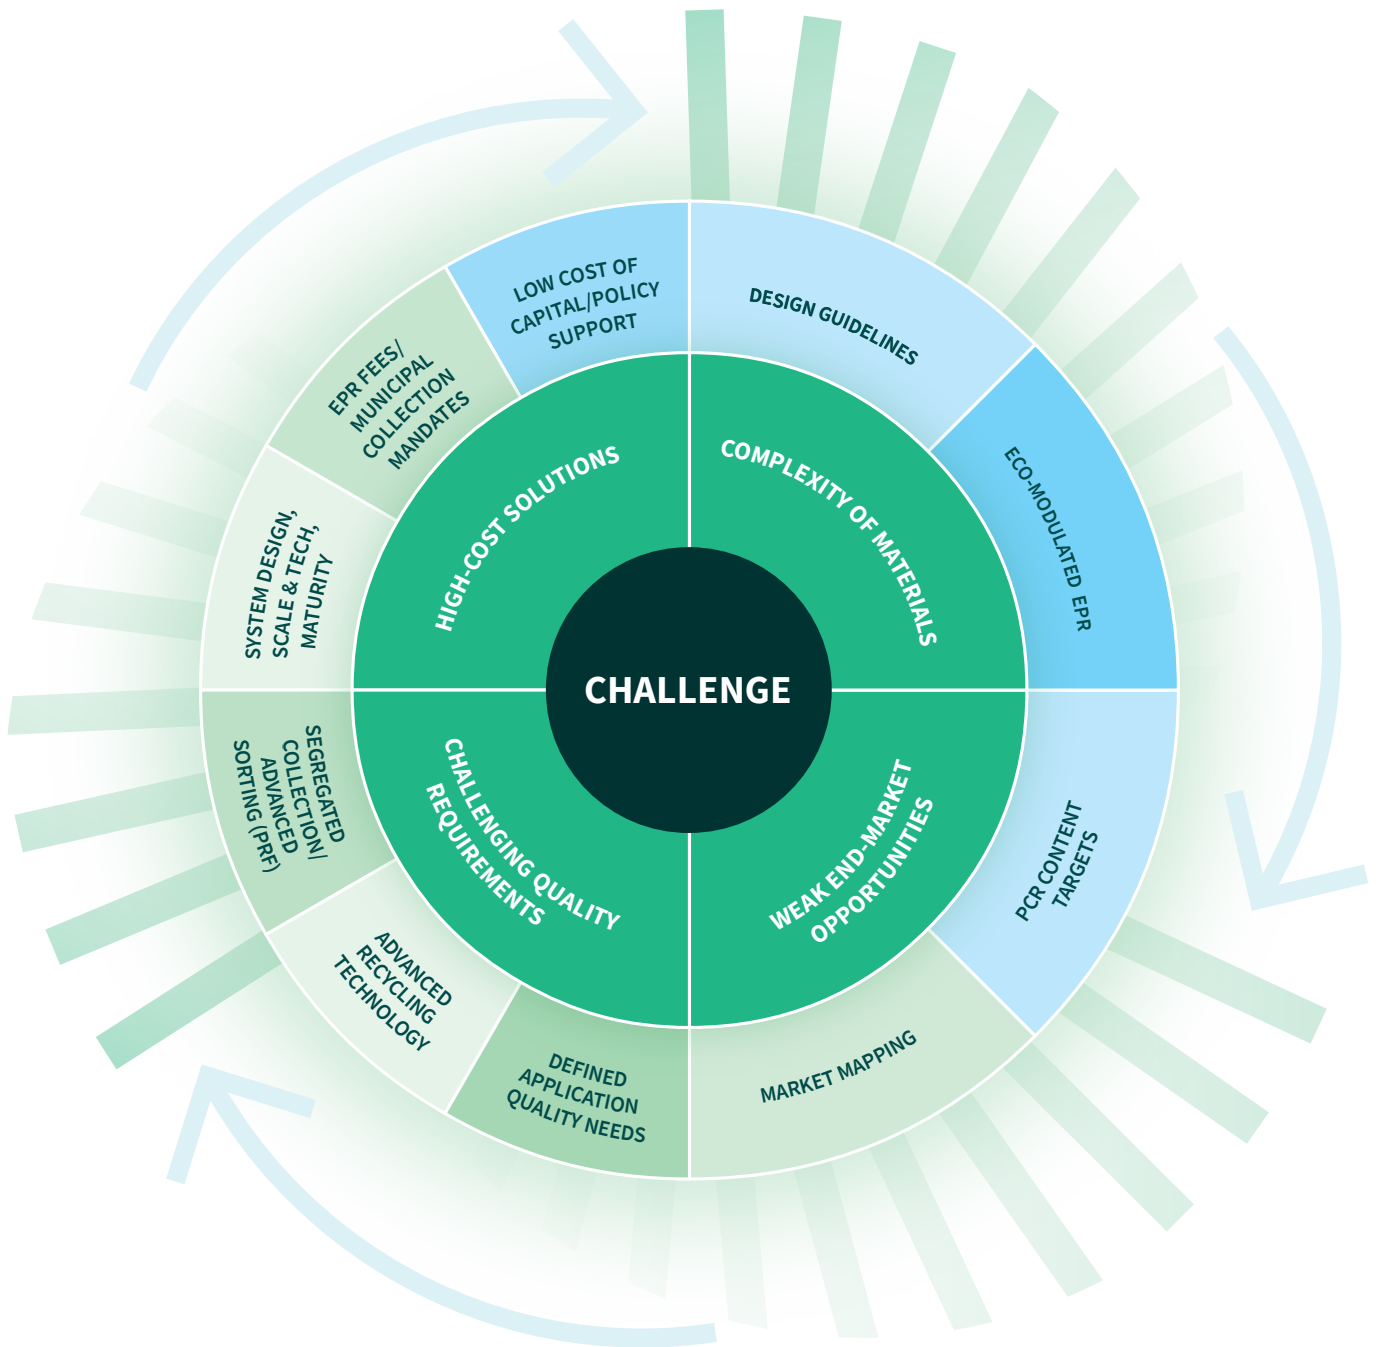 CHALLENGE
COMPLEXITY OF MATERIALS
WEAK END-MARKET
OPPORTUNITIES
CHALLENGING QUALITY
REQUIREMENTS
HIGH-COST SOLUTIONS
DESIGN GUIDELINES
ECO-MODULATED EPR
PCR CONTENT
TARGETS
MARKET MAPPING
DEFINED
APPLICATION
QUALITY NEEDS
ADVANCED
RECYCLING
TECHNOLOGY
SEGREGATED
COLLECTION/
ADVANCED
SORTING (PRF)
SYSTEM DESIGN,
SCALE & TECH,
MATURITY
EPR FEES/
MUNICIPAL
COLLECTION
MANDATES
LOW COST OF
CAPITAL/POLICY
SUPPORT